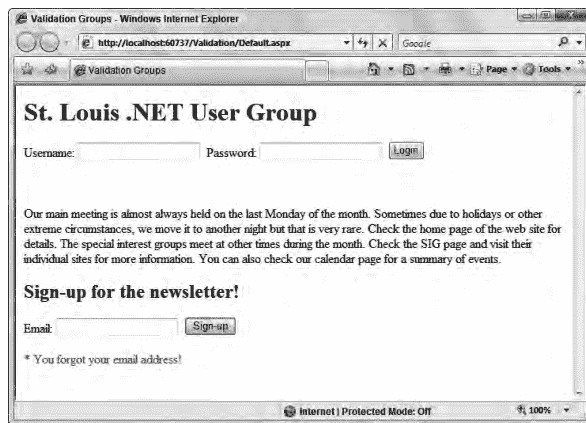 Validation Groups - Windows Internet Explorer
http://localhost:60737/Validation/Default.aspx
Google
Validation Groups
Page
Tools
St. Louis .NET User Group
Username:
Password:
Login
Our main meeting is almost always held on the last Monday of the month. Sometimes due to holidays or other
extreme circumstances, we move it to another night but that is very rare. Check the home page of the web site for
details. The special interest groups meet at other times during the month. Check the SIG page and visit their
individual sites for more information. You can also check our calendar page for a summary of events.
Sign-up for the newsletter!
Email:
Sign-up
* You forgot your email address!
Internet | Protected Mode: Off
100%